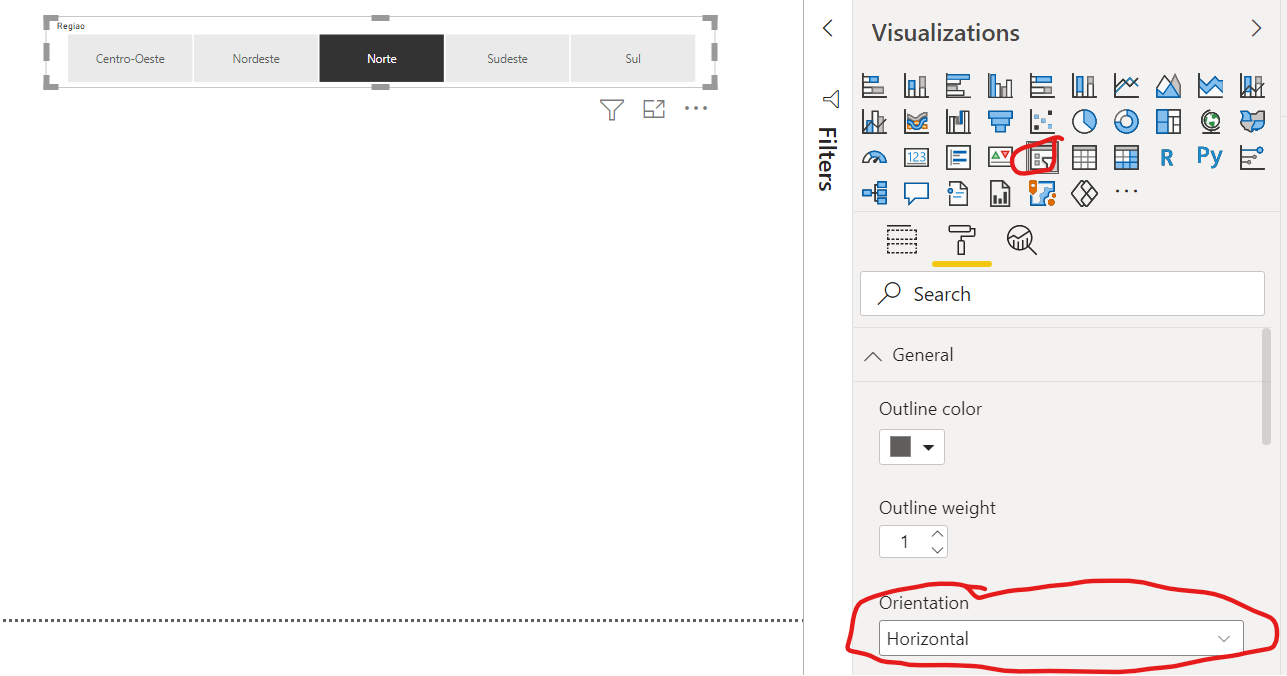 Regiao
Centro-Oeste
Nordeste
Norte
Sudeste
Sul
Filters
Visualizations
123
R
Py
Search
General
Outline color
Outline weight
1
Orientation
Horizontal